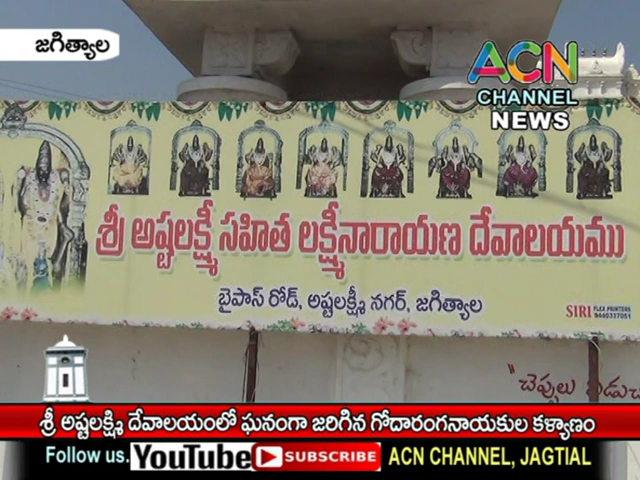 జగిత్యాల
ACN
CHANNEL
NEWS
శ్రీ అష్టలక్ష్మీ సహిత లక్ష్మీనారాయణ దేవాలయము
బైపాస్ రోడ్, అష్టలక్ష్మీ నగర్, జగిత్యాల
SIRI FLEX PRINTERS
9440337051
"చెప్పులు విడుచు
శ్రీ అష్టలక్ష్మి దేవాలయంలో ఘనంగా జరిగిన గోదారంగనాయకుల కళ్యాణం
Follow us. YouTube SUBSCRIBE ACN CHANNEL, JAGTIAL